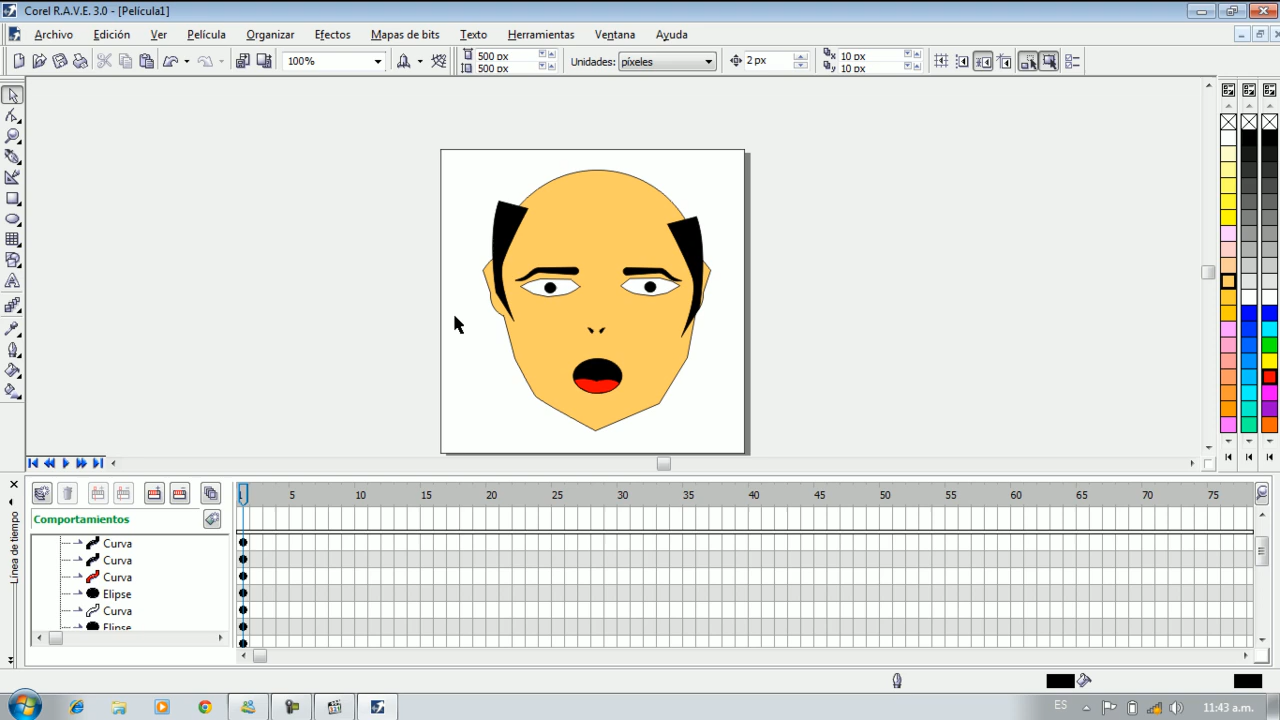 Corel R.A.V.E. 3.0 - [Película1]
Archivo Edición Ver Película Organizar Efectos Mapas de bits Texto Herramientas Ventana Ayuda
100% 500 px 500 px Unidades: píxeles 2 px 10 px 10 px
Línea de tiempo
1 5 10 15 20 25 30 35 40 45 50 55 60 65 70 75
Comportamientos
Curva
Curva
Curva
Elipse
Curva
Elipse
ES 11:43 a.m.